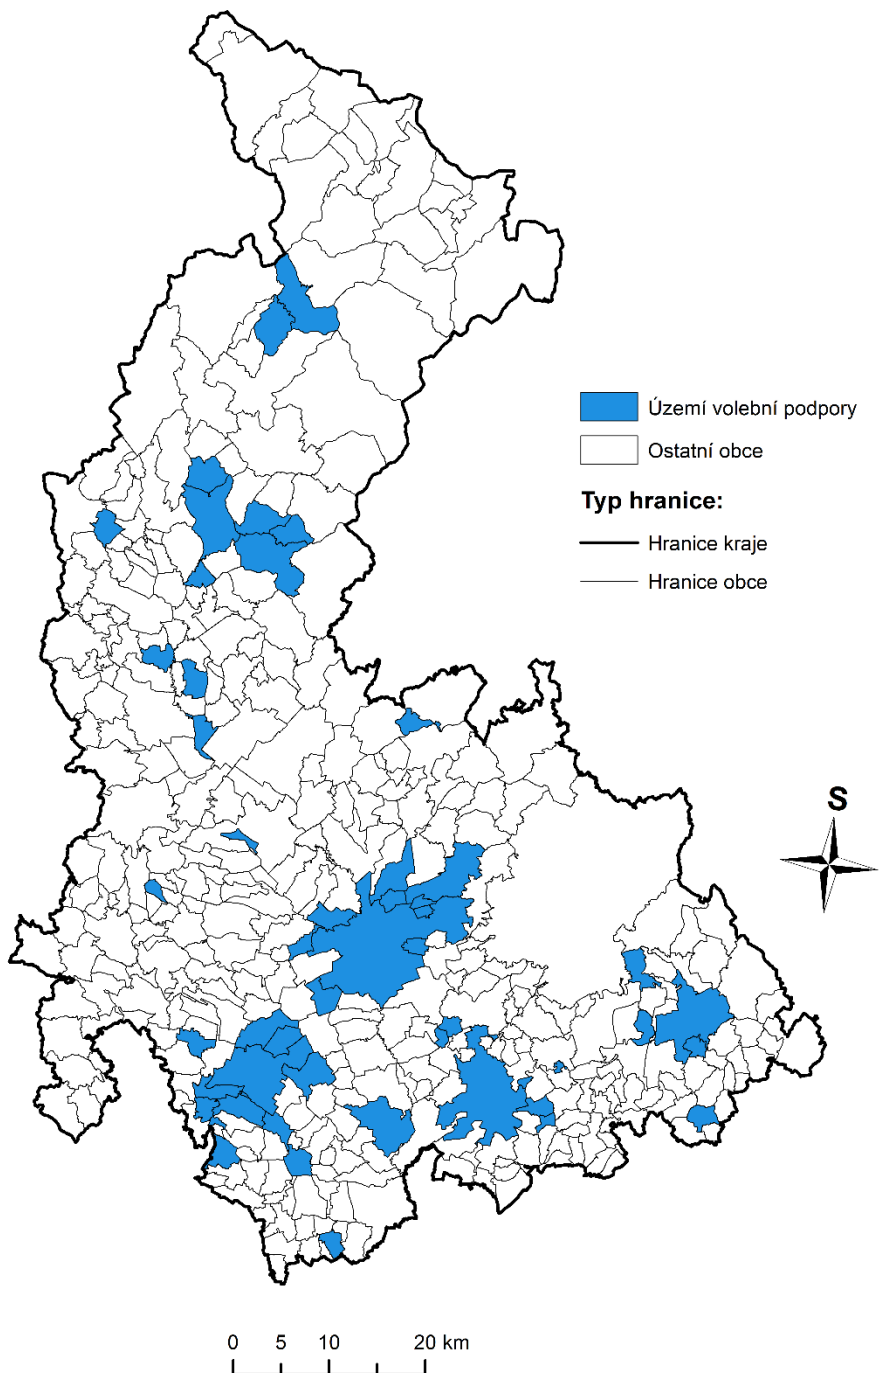 Území volební podpory
Ostatní obce
Typ hranice:
Hranice kraje
Hranice obce
S
0 5 10 20 km